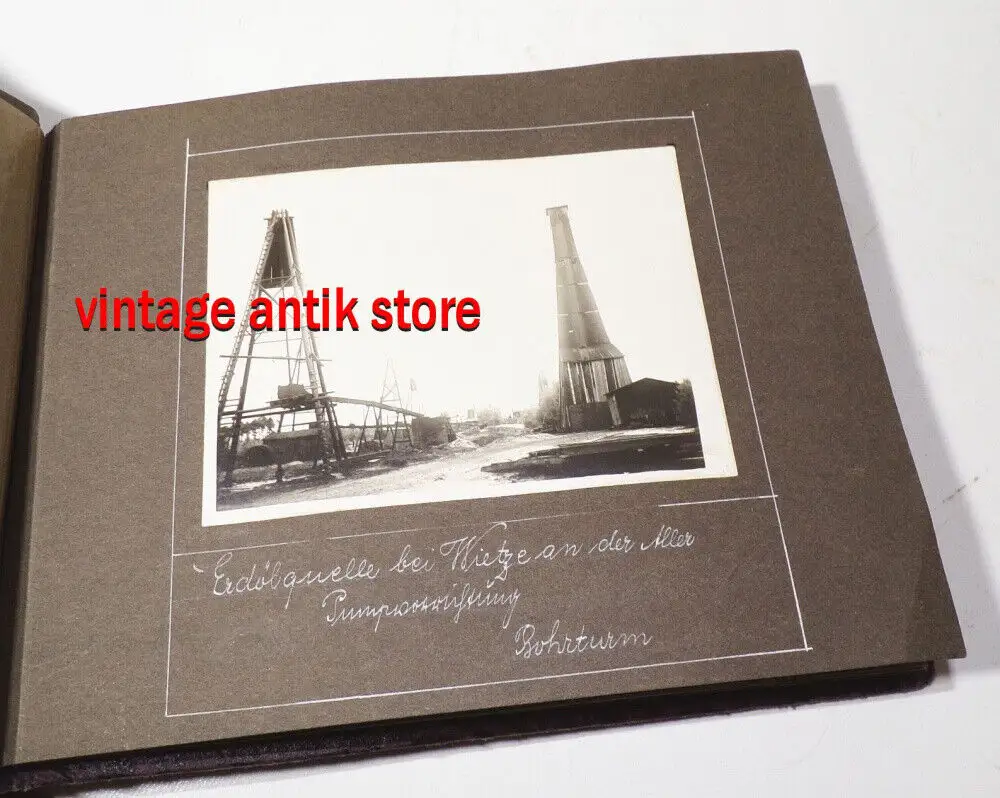 vintage antik store
Erdölquelle bei Wietze an der Aller
Pumpvorrichtung
Bohrturm